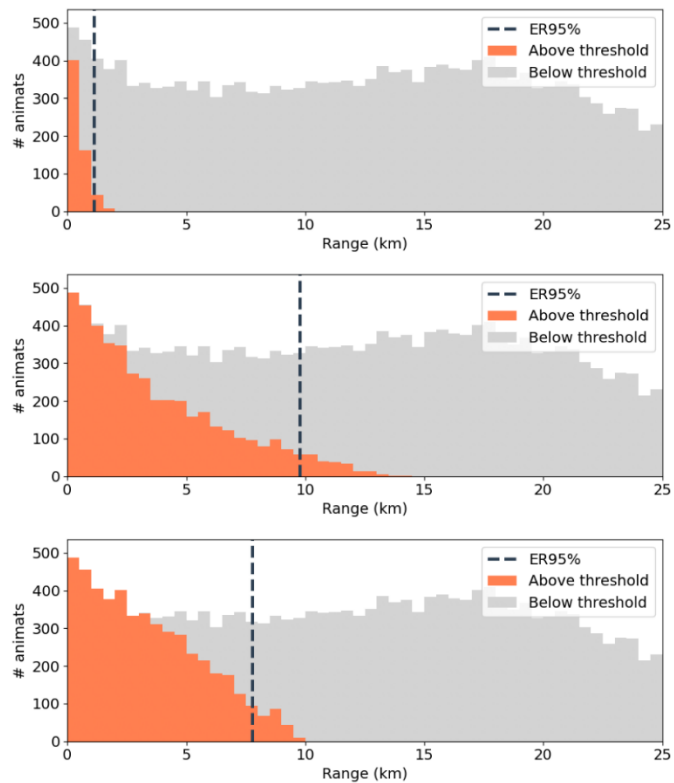 500
400
300
200
100
0
# animats
ER95%
Above threshold
Below threshold
0 5 10 15 20 25
Range (km)
500
400
300
200
100
0
# animats
ER95%
Above threshold
Below threshold
0 5 10 15 20 25
Range (km)
500
400
300
200
100
0
# animats
ER95%
Above threshold
Below threshold
0 5 10 15 20 25
Range (km)